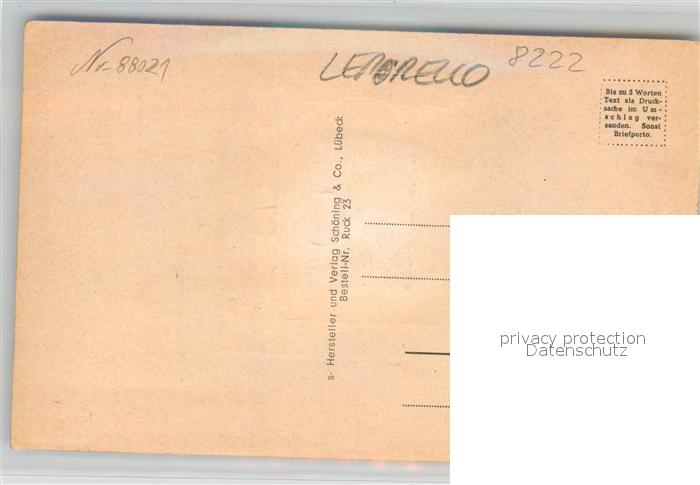 Nr. 88021
LEPORELLO
8222
Bis zu 5 Worten
Text als Druck-
sache im Um-
schlag ver-
senden. Sonst
Briefporto.
s- Hersteller und Verlag Schöning & Co., Lübeck
Bestell-Nr. Ruck 23
privacy protection
Datenschutz